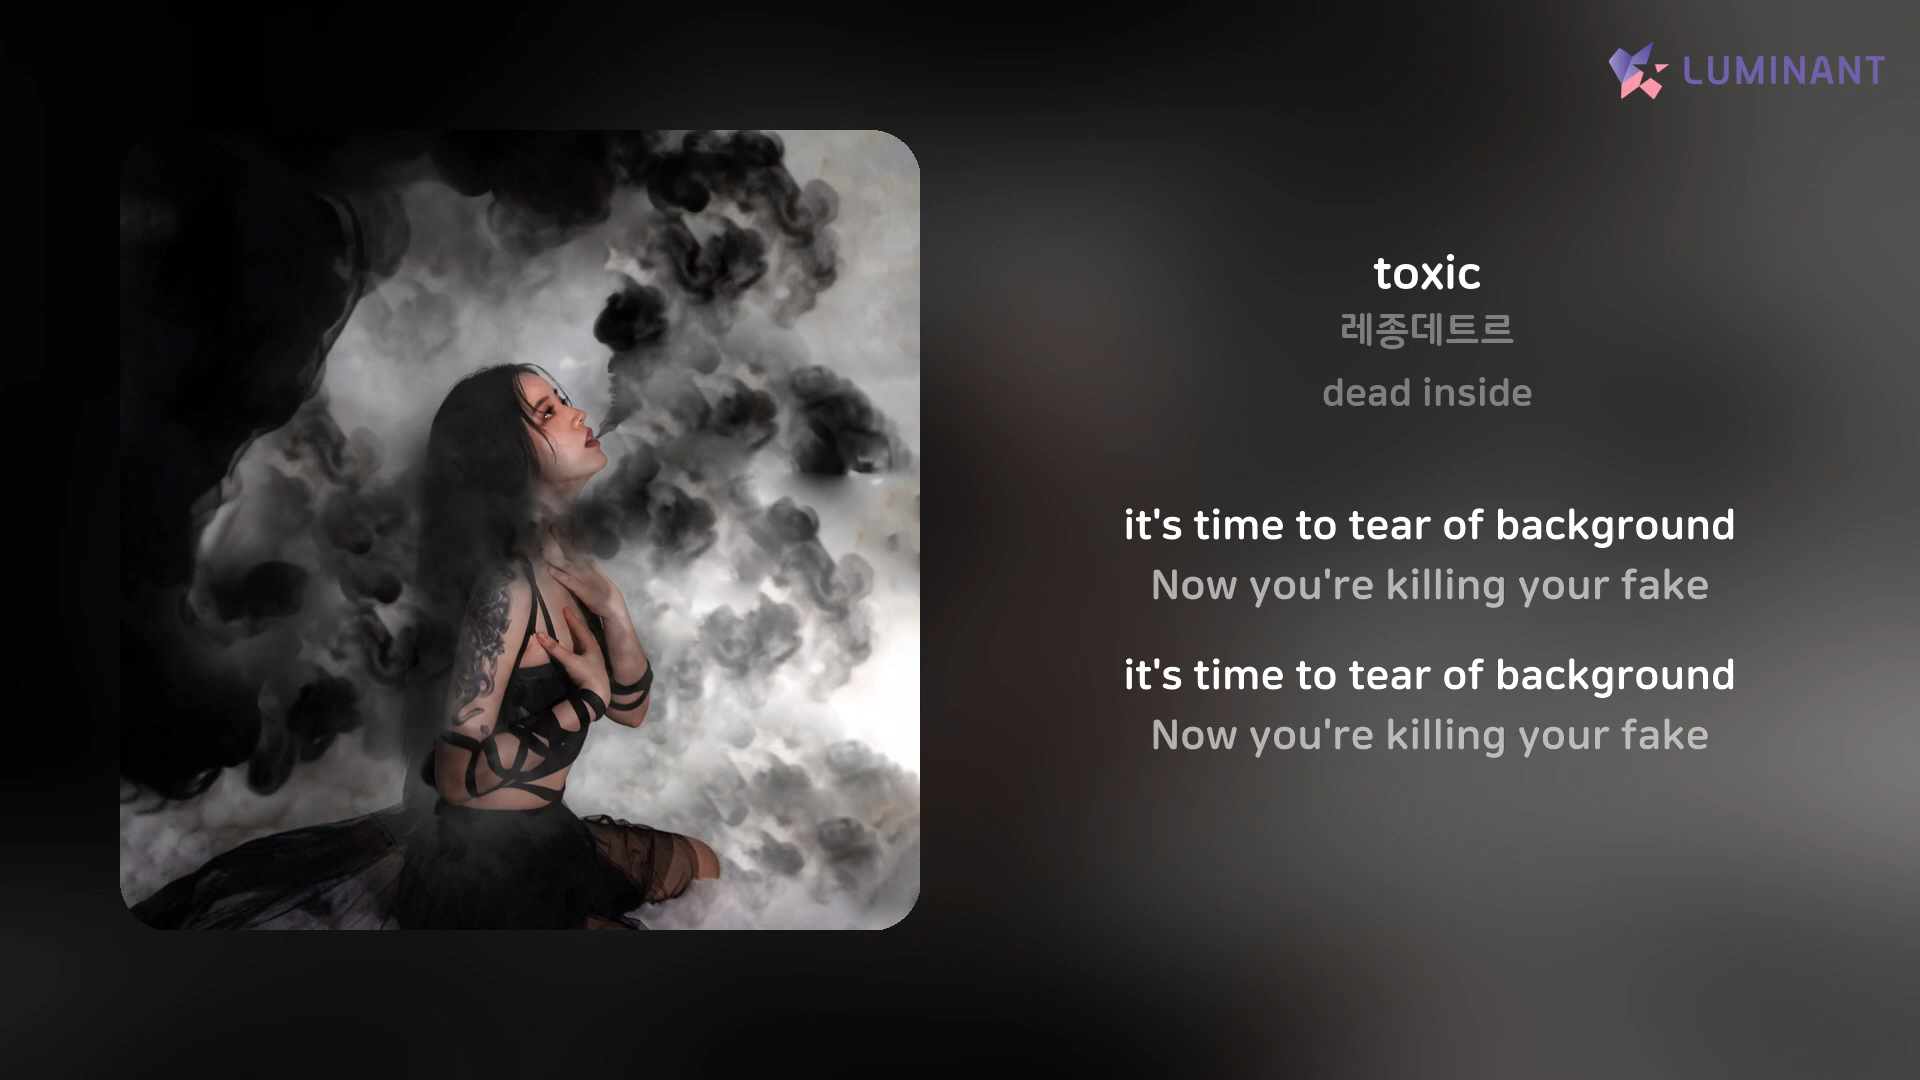 LUMINANT
toxic
레종데트르
dead inside
it's time to tear of background
Now you're killing your fake
it's time to tear of background
Now you're killing your fake